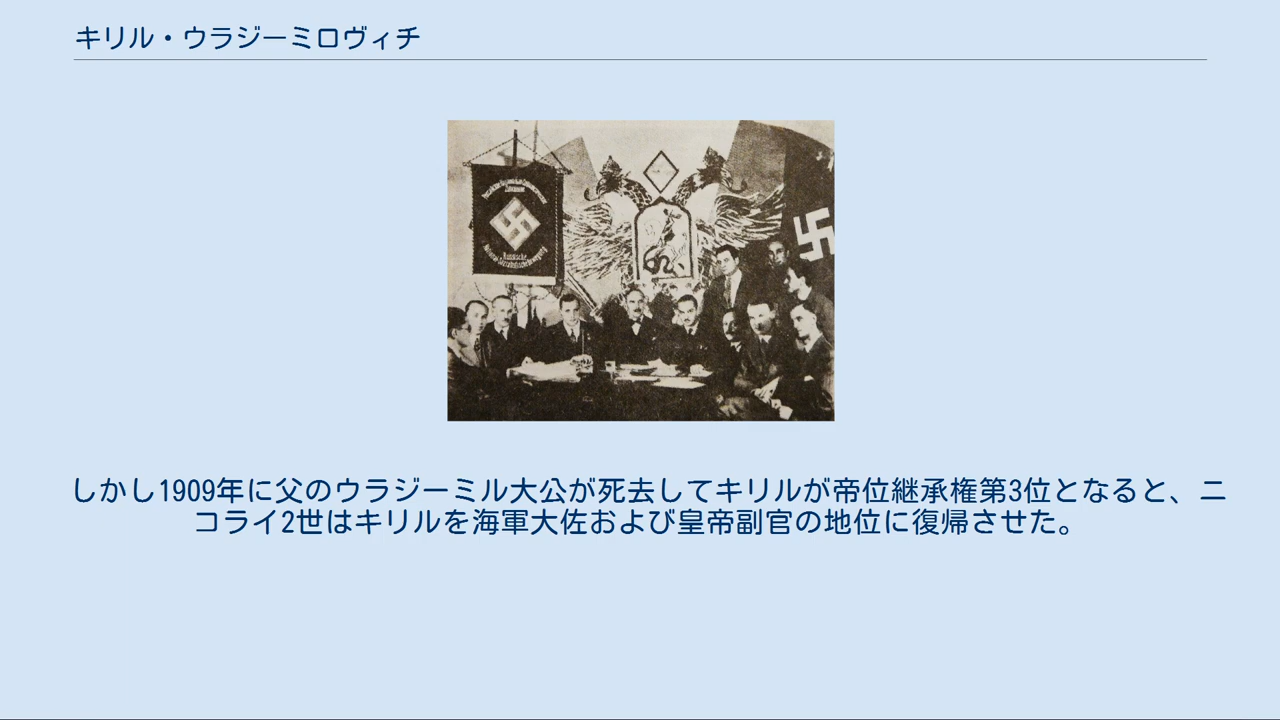 キリル・ウラジーミロヴィチ
Russische
しかし1909年に父のウラジーミル大公が死去してキリルが帝位継承権第3位となると、ニ
コライ2世はキリルを海軍大佐および皇帝副官の地位に復帰させた。